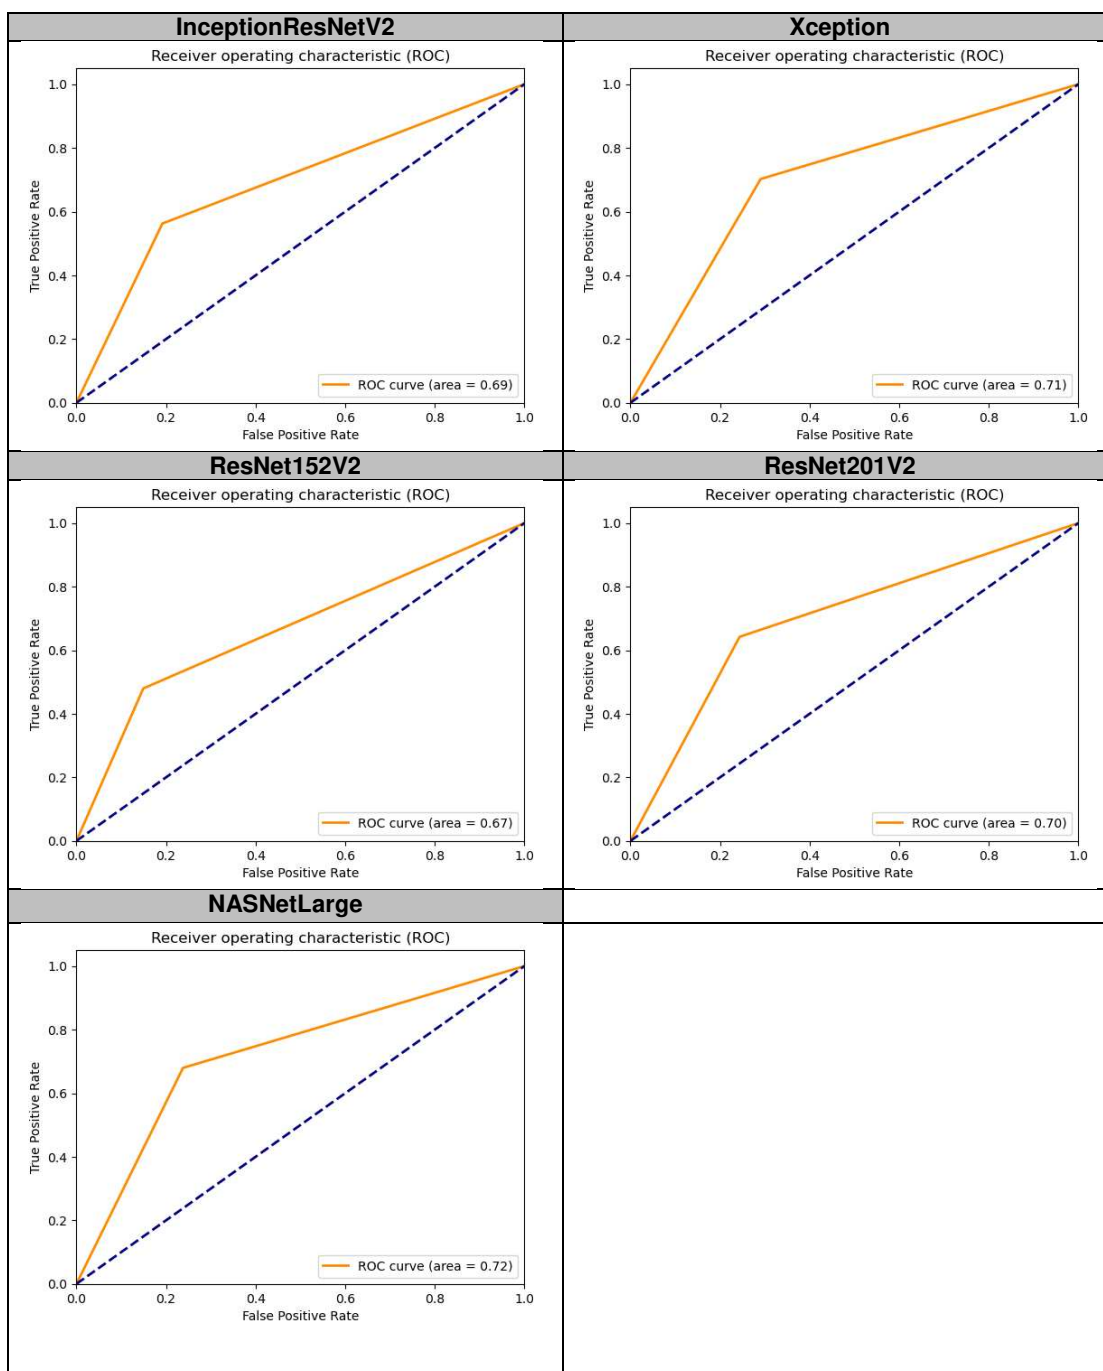 InceptionResNetV2
Receiver operating characteristic (ROC)
1.0
0.8
0.6
0.4
0.2
0.0
True Positive Rate
ROC curve (area = 0.69)
0.0 0.2 0.4 0.6 0.8 1.0
False Positive Rate
Xception
Receiver operating characteristic (ROC)
1.0
0.8
0.6
0.4
0.2
0.0
True Positive Rate
ROC curve (area = 0.71)
0.0 0.2 0.4 0.6 0.8 1.0
False Positive Rate
ResNet152V2
Receiver operating characteristic (ROC)
1.0
0.8
0.6
0.4
0.2
0.0
True Positive Rate
ROC curve (area = 0.67)
0.0 0.2 0.4 0.6 0.8 1.0
False Positive Rate
ResNet201V2
Receiver operating characteristic (ROC)
1.0
0.8
0.6
0.4
0.2
0.0
True Positive Rate
ROC curve (area = 0.70)
0.0 0.2 0.4 0.6 0.8 1.0
False Positive Rate
NASNetLarge
Receiver operating characteristic (ROC)
1.0
0.8
0.6
0.4
0.2
0.0
True Positive Rate
ROC curve (area = 0.72)
0.0 0.2 0.4 0.6 0.8 1.0
False Positive Rate